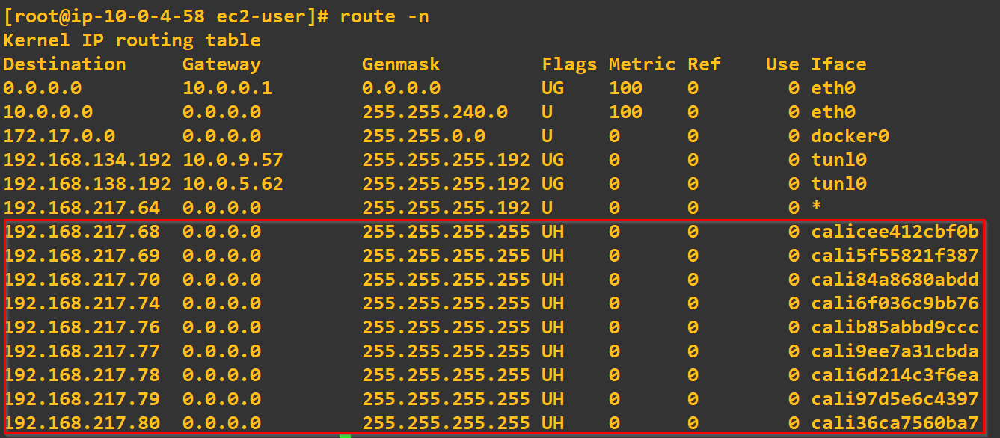 [root@ip-10-0-4-58 ec2-user]# route -n
Kernel IP routing table
Destination     Gateway         Genmask         Flags Metric Ref    Use Iface
0.0.0.0         10.0.0.1        0.0.0.0         UG    100    0        0 eth0
10.0.0.0        0.0.0.0         255.255.240.0   U     100    0        0 eth0
172.17.0.0      0.0.0.0         255.255.0.0     U     0      0        0 docker0
192.168.134.192 10.0.9.57       255.255.255.192 UG    0      0        0 tunl0
192.168.138.192 10.0.5.62       255.255.255.192 UG    0      0        0 tunl0
192.168.217.64  0.0.0.0         255.255.255.192 U     0      0        0 *
192.168.217.68  0.0.0.0         255.255.255.255 UH    0      0        0 calicee412cbf0b
192.168.217.69  0.0.0.0         255.255.255.255 UH    0      0        0 cali5f55821f387
192.168.217.70  0.0.0.0         255.255.255.255 UH    0      0        0 cali84a8680abdd
192.168.217.74  0.0.0.0         255.255.255.255 UH    0      0        0 cali6f036c9bb76
192.168.217.76  0.0.0.0         255.255.255.255 UH    0      0        0 calib85abbd9ccc
192.168.217.77  0.0.0.0         255.255.255.255 UH    0      0        0 cali9ee7a31cbda
192.168.217.78  0.0.0.0         255.255.255.255 UH    0      0        0 cali6d214c3f6ea
192.168.217.79  0.0.0.0         255.255.255.255 UH    0      0        0 cali97d5e6c4397
192.168.217.80  0.0.0.0         255.255.255.255 UH    0      0        0 cali36ca7560ba7